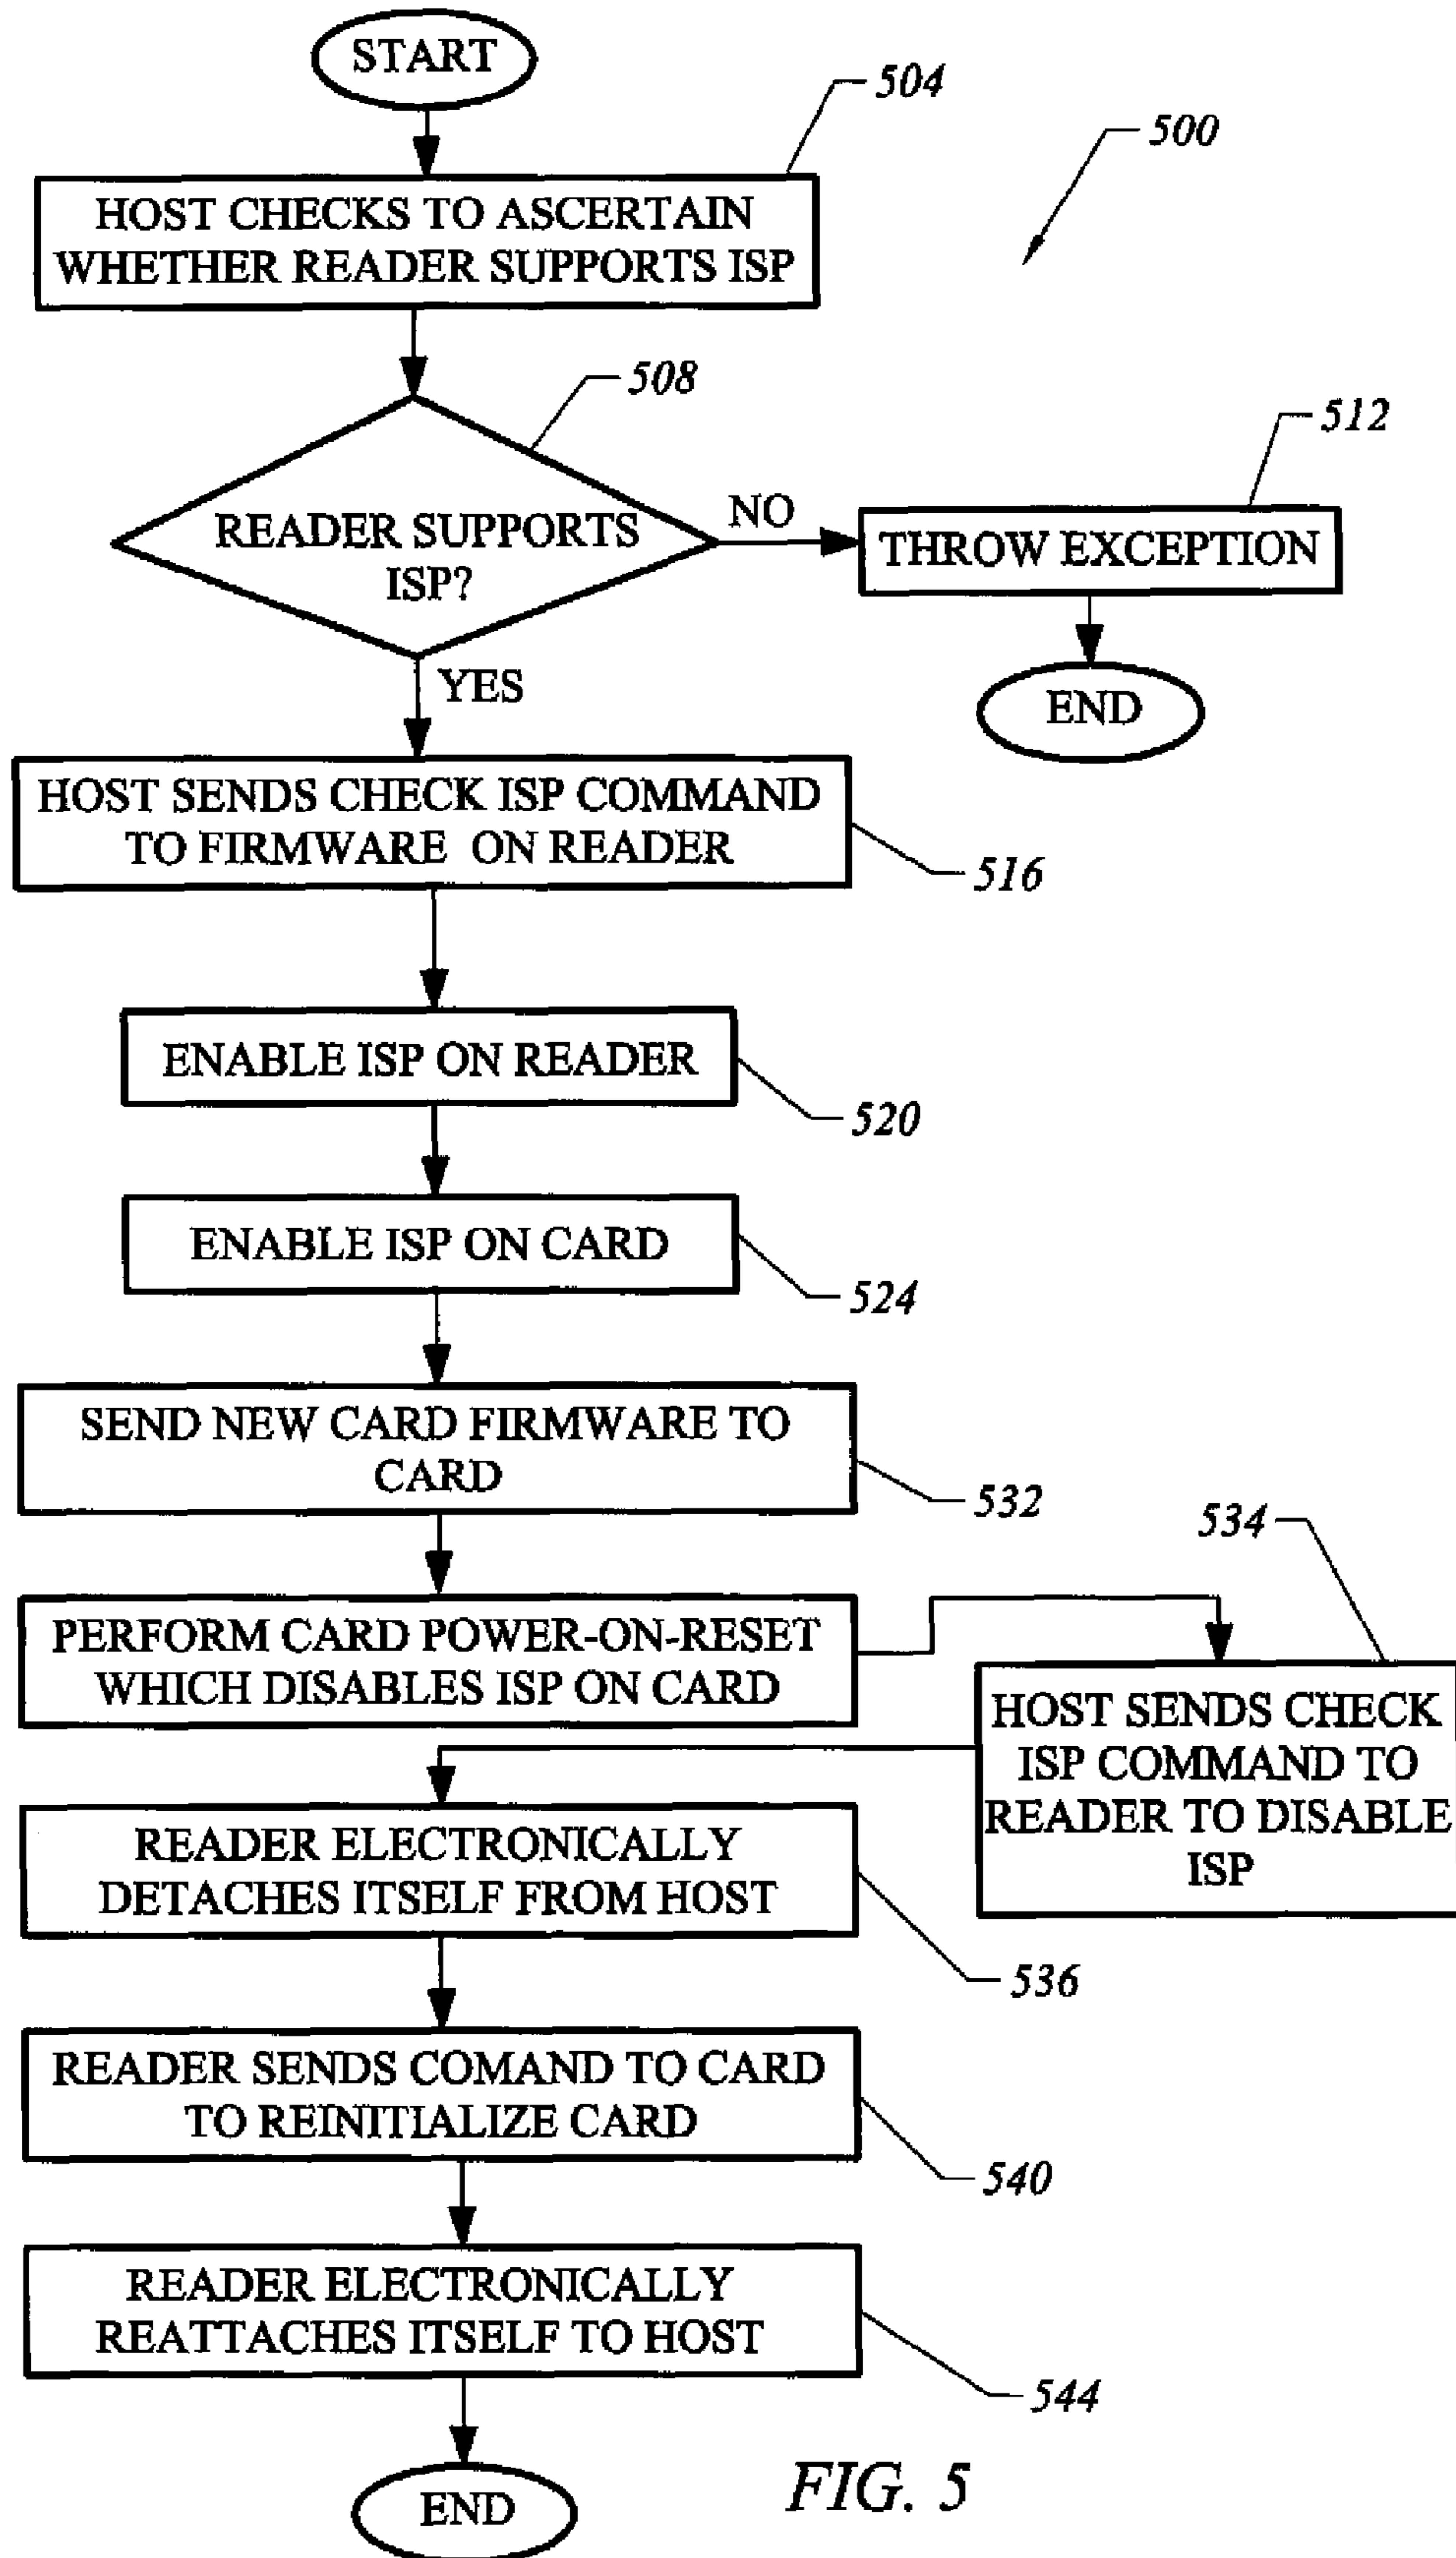 START
504
500
HOST CHECKS TO ASCERTAIN
WHETHER READER SUPPORTS ISP
508
512
READER SUPPORTS
ISP?
NO
THROW EXCEPTION
END
YES
HOST SENDS CHECK ISP COMMAND
TO FIRMWARE ON READER
516
ENABLE ISP ON READER
520
ENABLE ISP ON CARD
524
SEND NEW CARD FIRMWARE TO
CARD
532
534
PERFORM CARD POWER-ON-RESET
WHICH DISABLES ISP ON CARD
HOST SENDS CHECK
ISP COMMAND TO
READER TO DISABLE
ISP
READER ELECTRONICALLY
DETACHES ITSELF FROM HOST
536
READER SENDS COMAND TO CARD
TO REINITIALIZE CARD
540
READER ELECTRONICALLY
REATTACHES ITSELF TO HOST
544
END
FIG. 5